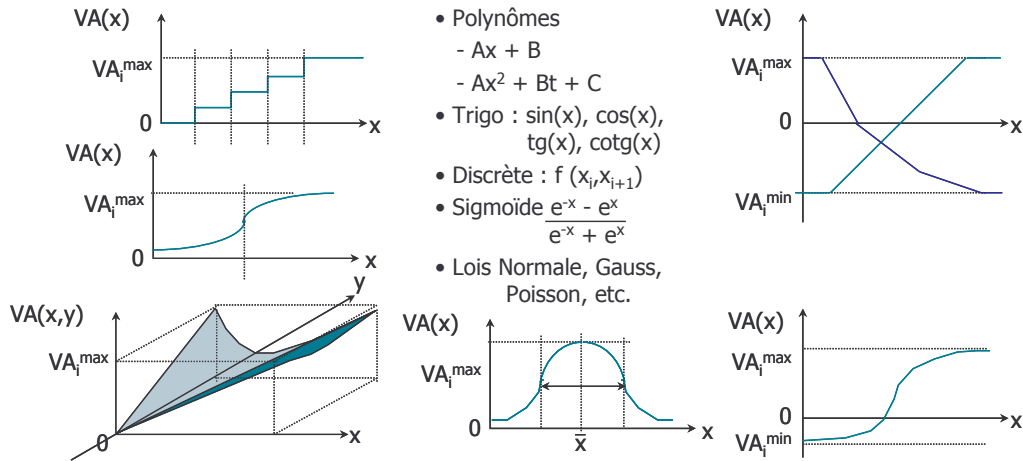 VA(x)
VAᵢᵐᵃˣ
0
x
VA(x)
VAᵢᵐᵃˣ
0
x
y
VA(x,y)
VAᵢᵐᵃˣ
0
x
• Polynômes
- Ax + B
- Ax² + Bt + C
• Trigo : sin(x), cos(x),
tg(x), cotg(x)
• Discrète : f (xᵢ,xᵢ₊₁)
• Sigmoïde e⁻ˣ - eˣ
e⁻ˣ + eˣ
• Lois Normale, Gauss,
Poisson, etc.
VA(x)
VAᵢᵐᵃˣ
x
x̅
VA(x)
VAᵢᵐᵃˣ
0
x
VAᵢᵐⁱⁿ
VA(x)
VAᵢᵐᵃˣ
0
x
VAᵢᵐⁱⁿ